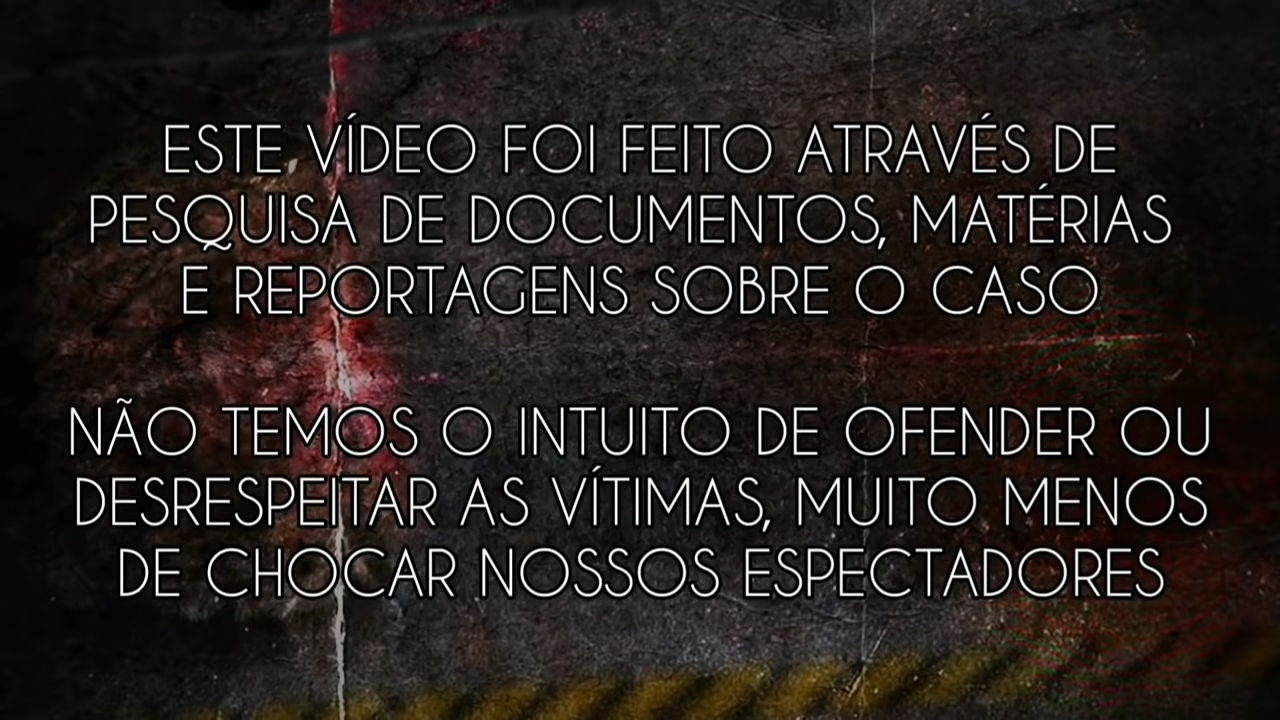 ESTE VÍDEO FOI FEITO ATRAVÉS DE
PESQUISA DE DOCUMENTOS, MATÉRIAS
E REPORTAGENS SOBRE O CASO
NÃO TEMOS O INTUITO DE OFENDER OU
DESRESPEITAR AS VÍTIMAS, MUITO MENOS
DE CHOCAR NOSSOS ESPECTADORES